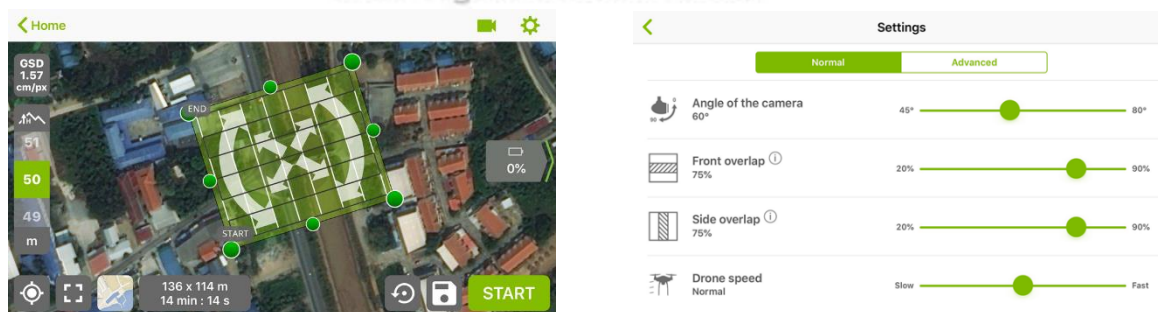 Home
GSD
1.57
cm/px
51
50
49
m
END
START
0%
136 x 114 m
14 min : 14 s
START
Settings
Normal
Advanced
Angle of the camera
60°
45°
80°
Front overlap
75%
20%
90%
Side overlap
75%
20%
90%
Drone speed
Normal
Slow
Fast